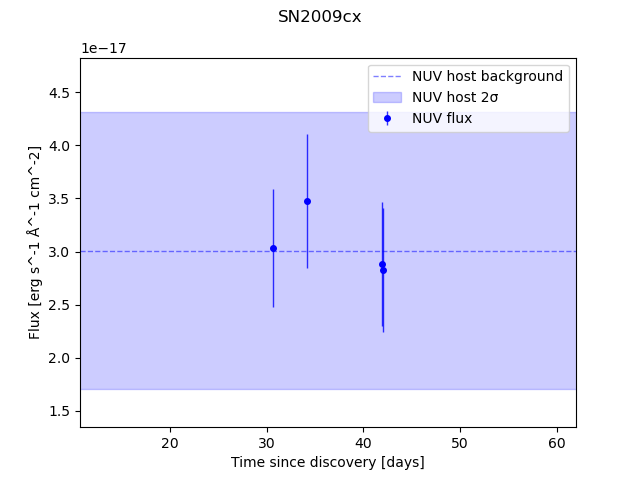 SN2009cx
1e−17
NUV host background
NUV host 2σ
NUV flux
4.5
4.0
3.5
3.0
2.5
2.0
1.5
Flux [erg s^-1 Å^-1 cm^-2]
20 30 40 50 60
Time since discovery [days]